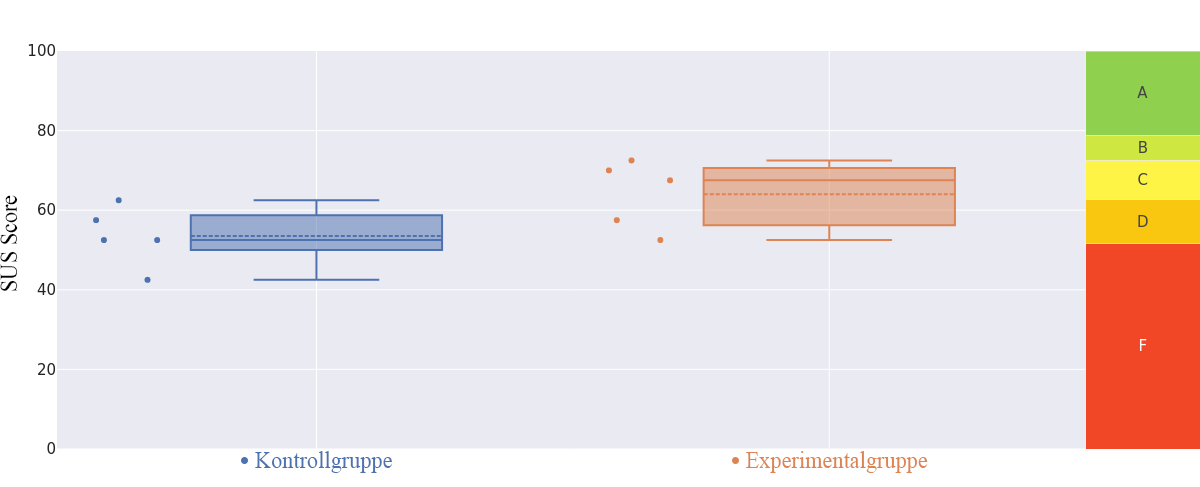 100
80
60
40
20
0
SUS Score
A
B
C
D
F
Kontrollgruppe
Experimentalgruppe